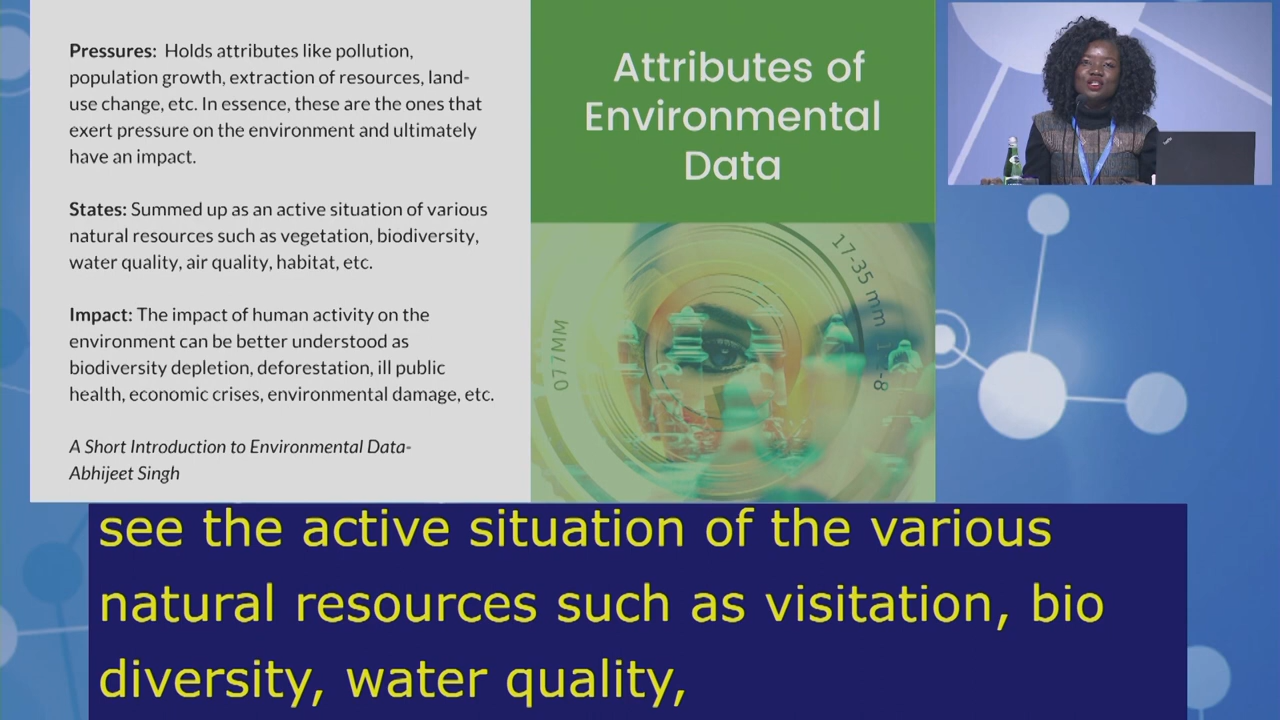 Pressures: Holds attributes like pollution,
population growth, extraction of resources, land-
use change, etc. In essence, these are the ones that
exert pressure on the environment and ultimately
have an impact.
States: Summed up as an active situation of various
natural resources such as vegetation, biodiversity,
water quality, air quality, habitat, etc.
Impact: The impact of human activity on the
environment can be better understood as
biodiversity depletion, deforestation, ill public
health, economic crises, environmental damage, etc.
A Short Introduction to Environmental Data-
Abhijeet Singh
Attributes of
Environmental
Data
077MM
17-35 mm
see the active situation of the various
natural resources such as visitation, bio
diversity, water quality,